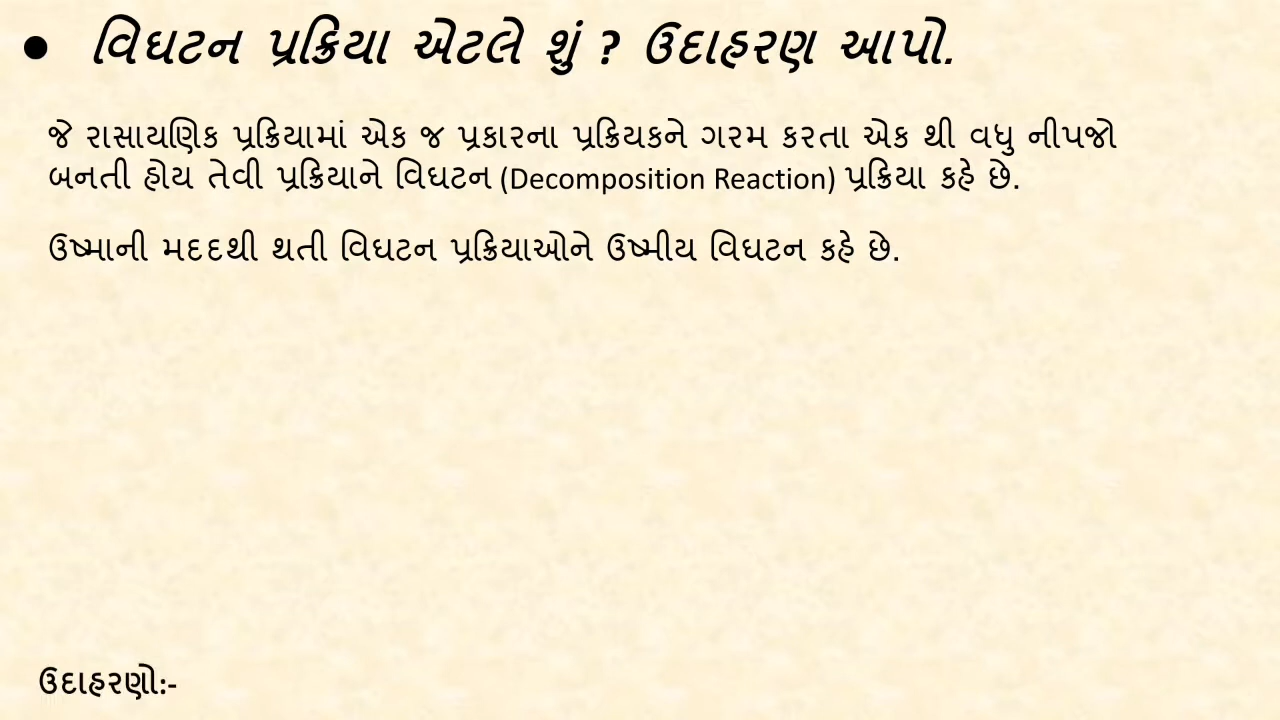 ● વિઘટન પ્રક્રિયા એટલે શું ? ઉદાહરણ આપો.
જે રાસાયણિક પ્રક્રિયામાં એક જ પ્રકારના પ્રક્રિયકને ગરમ કરતા એક થી વધુ નીપજો
બનતી હોય તેવી પ્રક્રિયાને વિઘટન (Decomposition Reaction) પ્રક્રિયા કહે છે.
ઉષ્માની મદદથી થતી વિઘટન પ્રક્રિયાઓને ઉષ્મીય વિઘટન કહે છે.
ઉદાહરણો:-